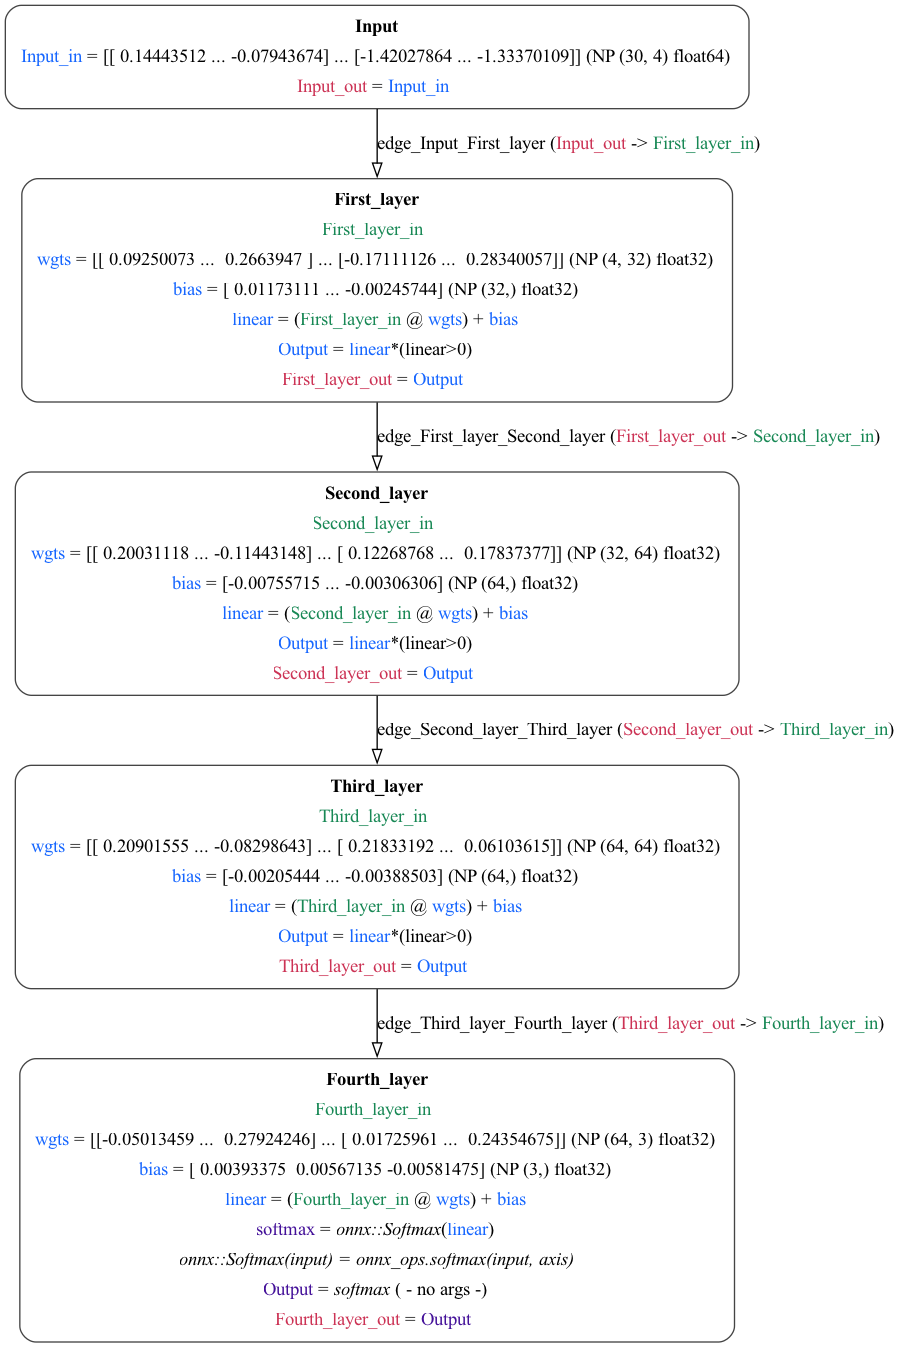 Input
Input_in = [[ 0.14443512 ... -0.07943674] ... [-1.42027864 ... -1.33370109]] (NP (30, 4) float64)
Input_out = Input_in
edge_Input_First_layer (Input_out -> First_layer_in)
First_layer
First_layer_in
wgts = [[ 0.09250073 ...  0.2663947 ] ... [-0.17111126 ...  0.28340057]] (NP (4, 32) float32)
bias = [ 0.01173111 ... -0.00245744] (NP (32,) float32)
linear = (First_layer_in @ wgts) + bias
Output = linear*(linear>0)
First_layer_out = Output
edge_First_layer_Second_layer (First_layer_out -> Second_layer_in)
Second_layer
Second_layer_in
wgts = [[ 0.20031118 ... -0.11443148] ... [ 0.12268768 ...  0.17837377]] (NP (32, 64) float32)
bias = [-0.00755715 ... -0.00306306] (NP (64,) float32)
linear = (Second_layer_in @ wgts) + bias
Output = linear*(linear>0)
Second_layer_out = Output
edge_Second_layer_Third_layer (Second_layer_out -> Third_layer_in)
Third_layer
Third_layer_in
wgts = [[ 0.20901555 ... -0.08298643] ... [ 0.21833192 ...  0.06103615]] (NP (64, 64) float32)
bias = [-0.00205444 ... -0.00388503] (NP (64,) float32)
linear = (Third_layer_in @ wgts) + bias
Output = linear*(linear>0)
Third_layer_out = Output
edge_Third_layer_Fourth_layer (Third_layer_out -> Fourth_layer_in)
Fourth_layer
Fourth_layer_in
wgts = [[-0.05013459 ...  0.27924246] ... [ 0.01725961 ...  0.24354675]] (NP (64, 3) float32)
bias = [ 0.00393375  0.00567135 -0.00581475] (NP (3,) float32)
linear = (Fourth_layer_in @ wgts) + bias
softmax = onnx::Softmax(linear)
onnx::Softmax(input) = onnx_ops.softmax(input, axis)
Output = softmax ( - no args -)
Fourth_layer_out = Output